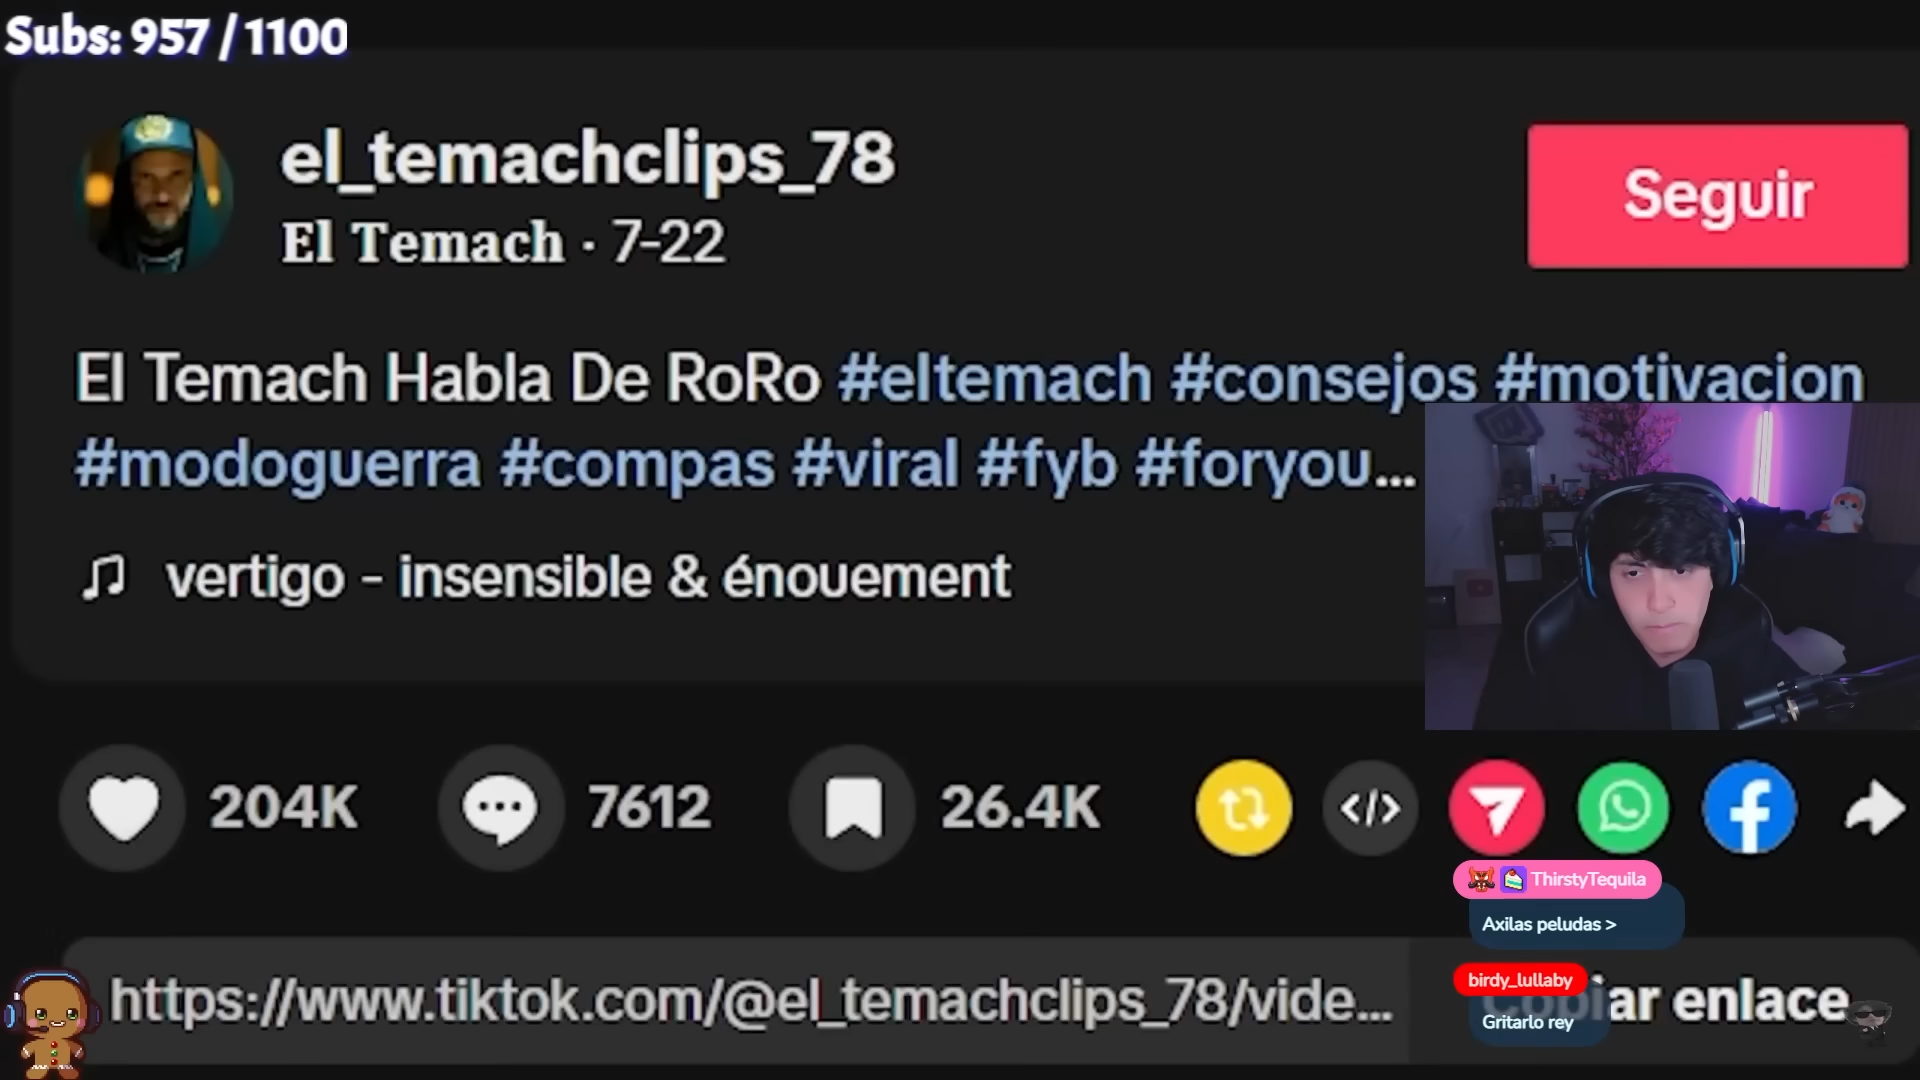 Subs: 957 / 1100
el_temachclips_78
El Temach · 7-22
Seguir
El Temach Habla De RoRo #eltemach #consejos #motivacion
#modoguerra #compas #viral #fyb #foryou...
vertigo - insensible & énouement
204K
7612
26.4K
</>
ThirstyTequila
Axilas peludas >
birdy_lullaby
Gritarlo rey
https://www.tiktok.com/@el_temachclips_78/vide...
Copiar enlace